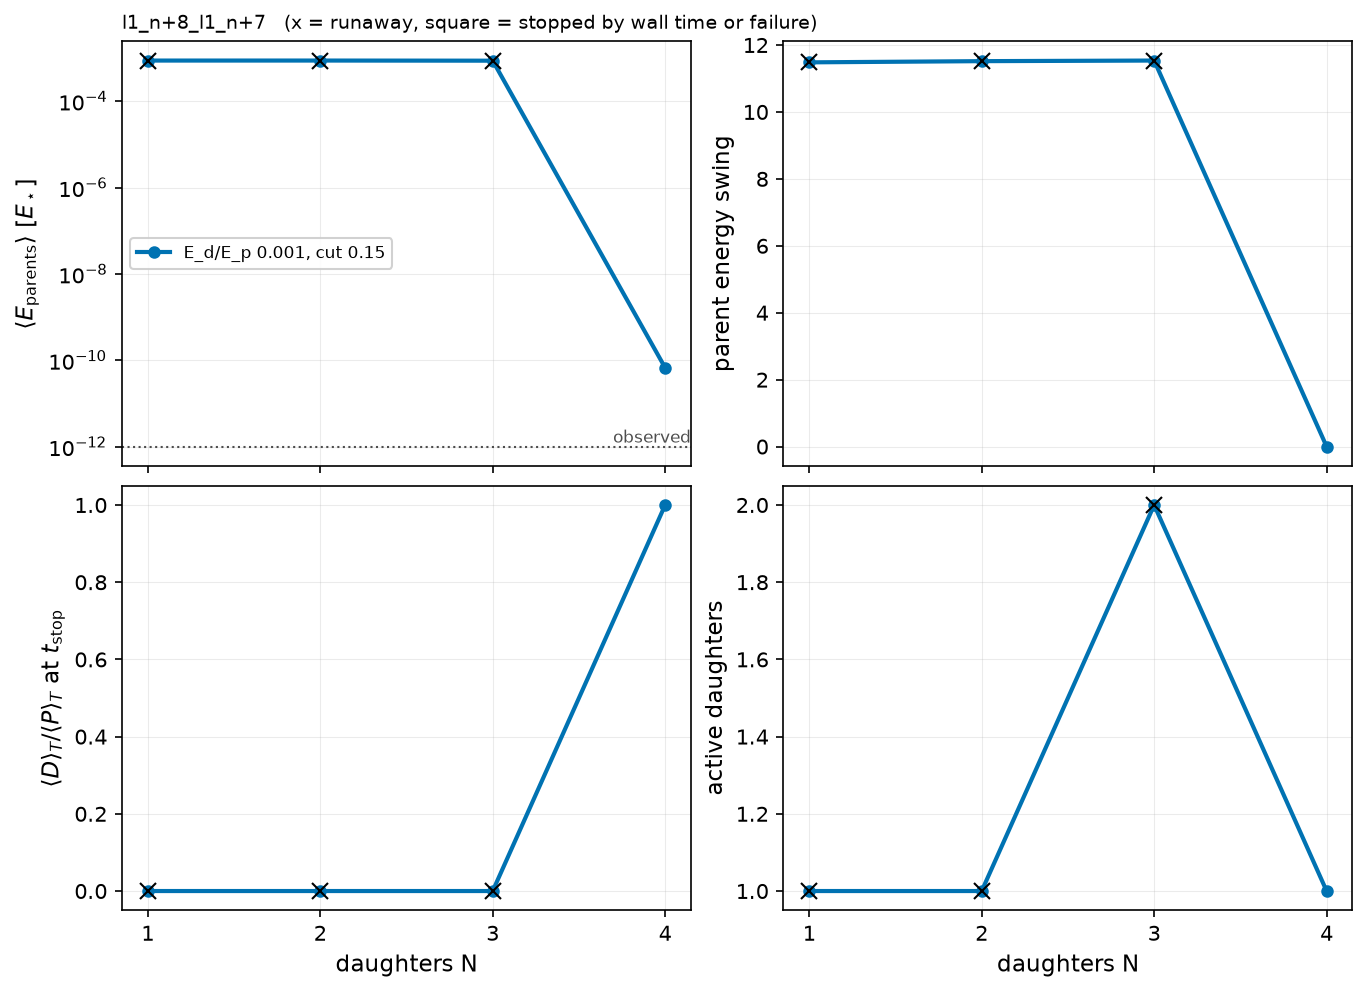 l1_n+8_l1_n+7   (x = runaway, square = stopped by wall time or failure)
10⁻⁴
10⁻⁶
10⁻⁸
10⁻¹⁰
10⁻¹²
⟨E_parents⟩ [E⋆]
E_d/E_p 0.001, cut 0.15
observed
12
10
8
6
4
2
0
parent energy swing
1.0
0.8
0.6
0.4
0.2
0.0
⟨D⟩_T/⟨P⟩_T at t_stop
1 2 3 4
daughters N
2.0
1.8
1.6
1.4
1.2
1.0
active daughters
1 2 3 4
daughters N